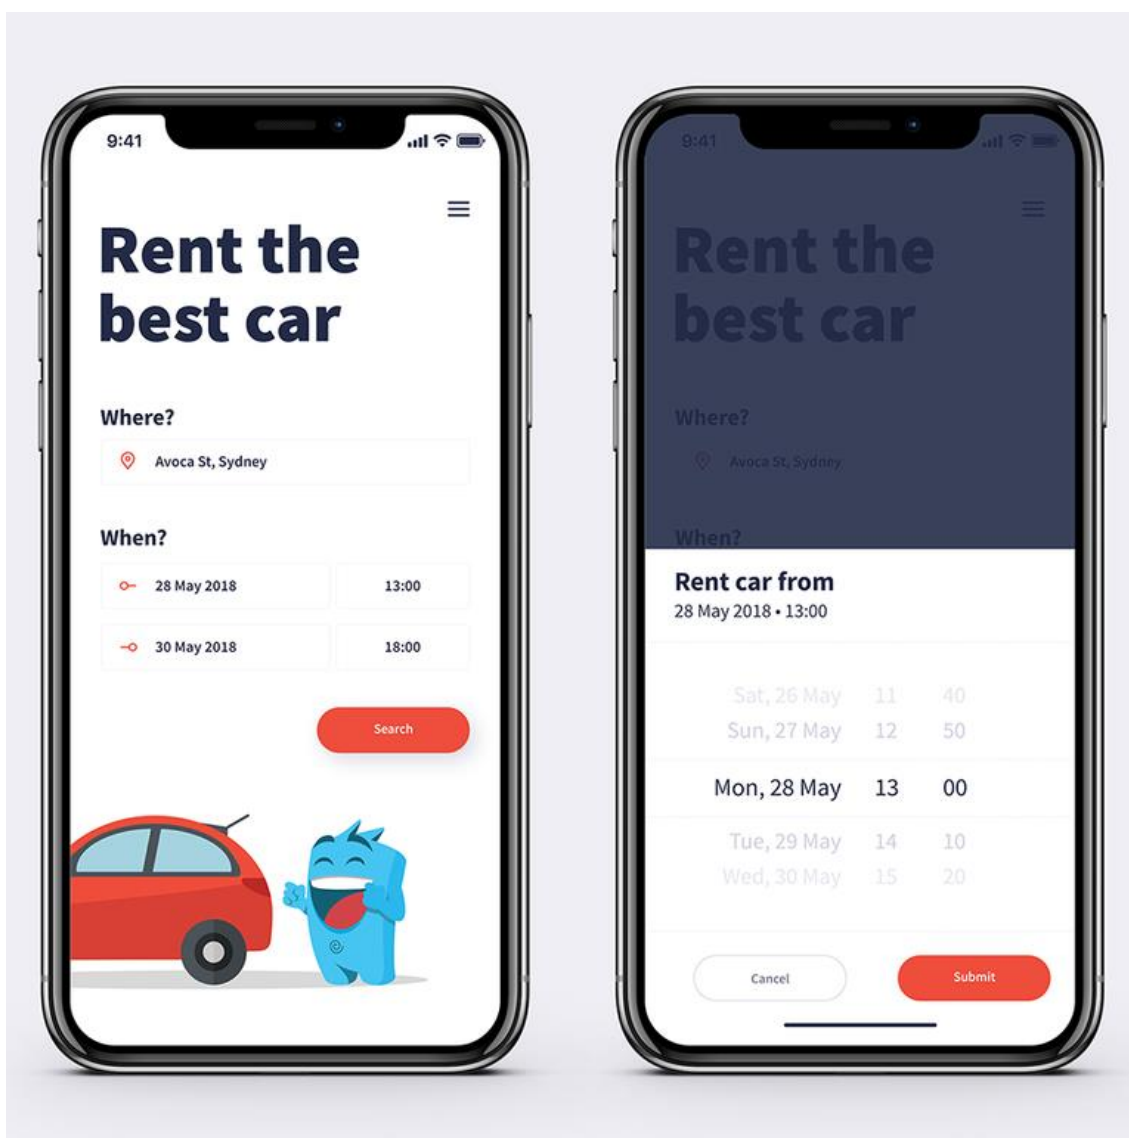 9:41
Rent the
best car
Where?
Avoca St, Sydney
When?
28 May 2018 13:00
30 May 2018 18:00
Search
9:41
Rent the
best car
Where?
Avoca St, Sydney
When?
Rent car from
28 May 2018 • 13:00
Sat, 26 May 11 40
Sun, 27 May 12 50
Mon, 28 May 13 00
Tue, 29 May 14 10
Wed, 30 May 15 20
Cancel
Submit